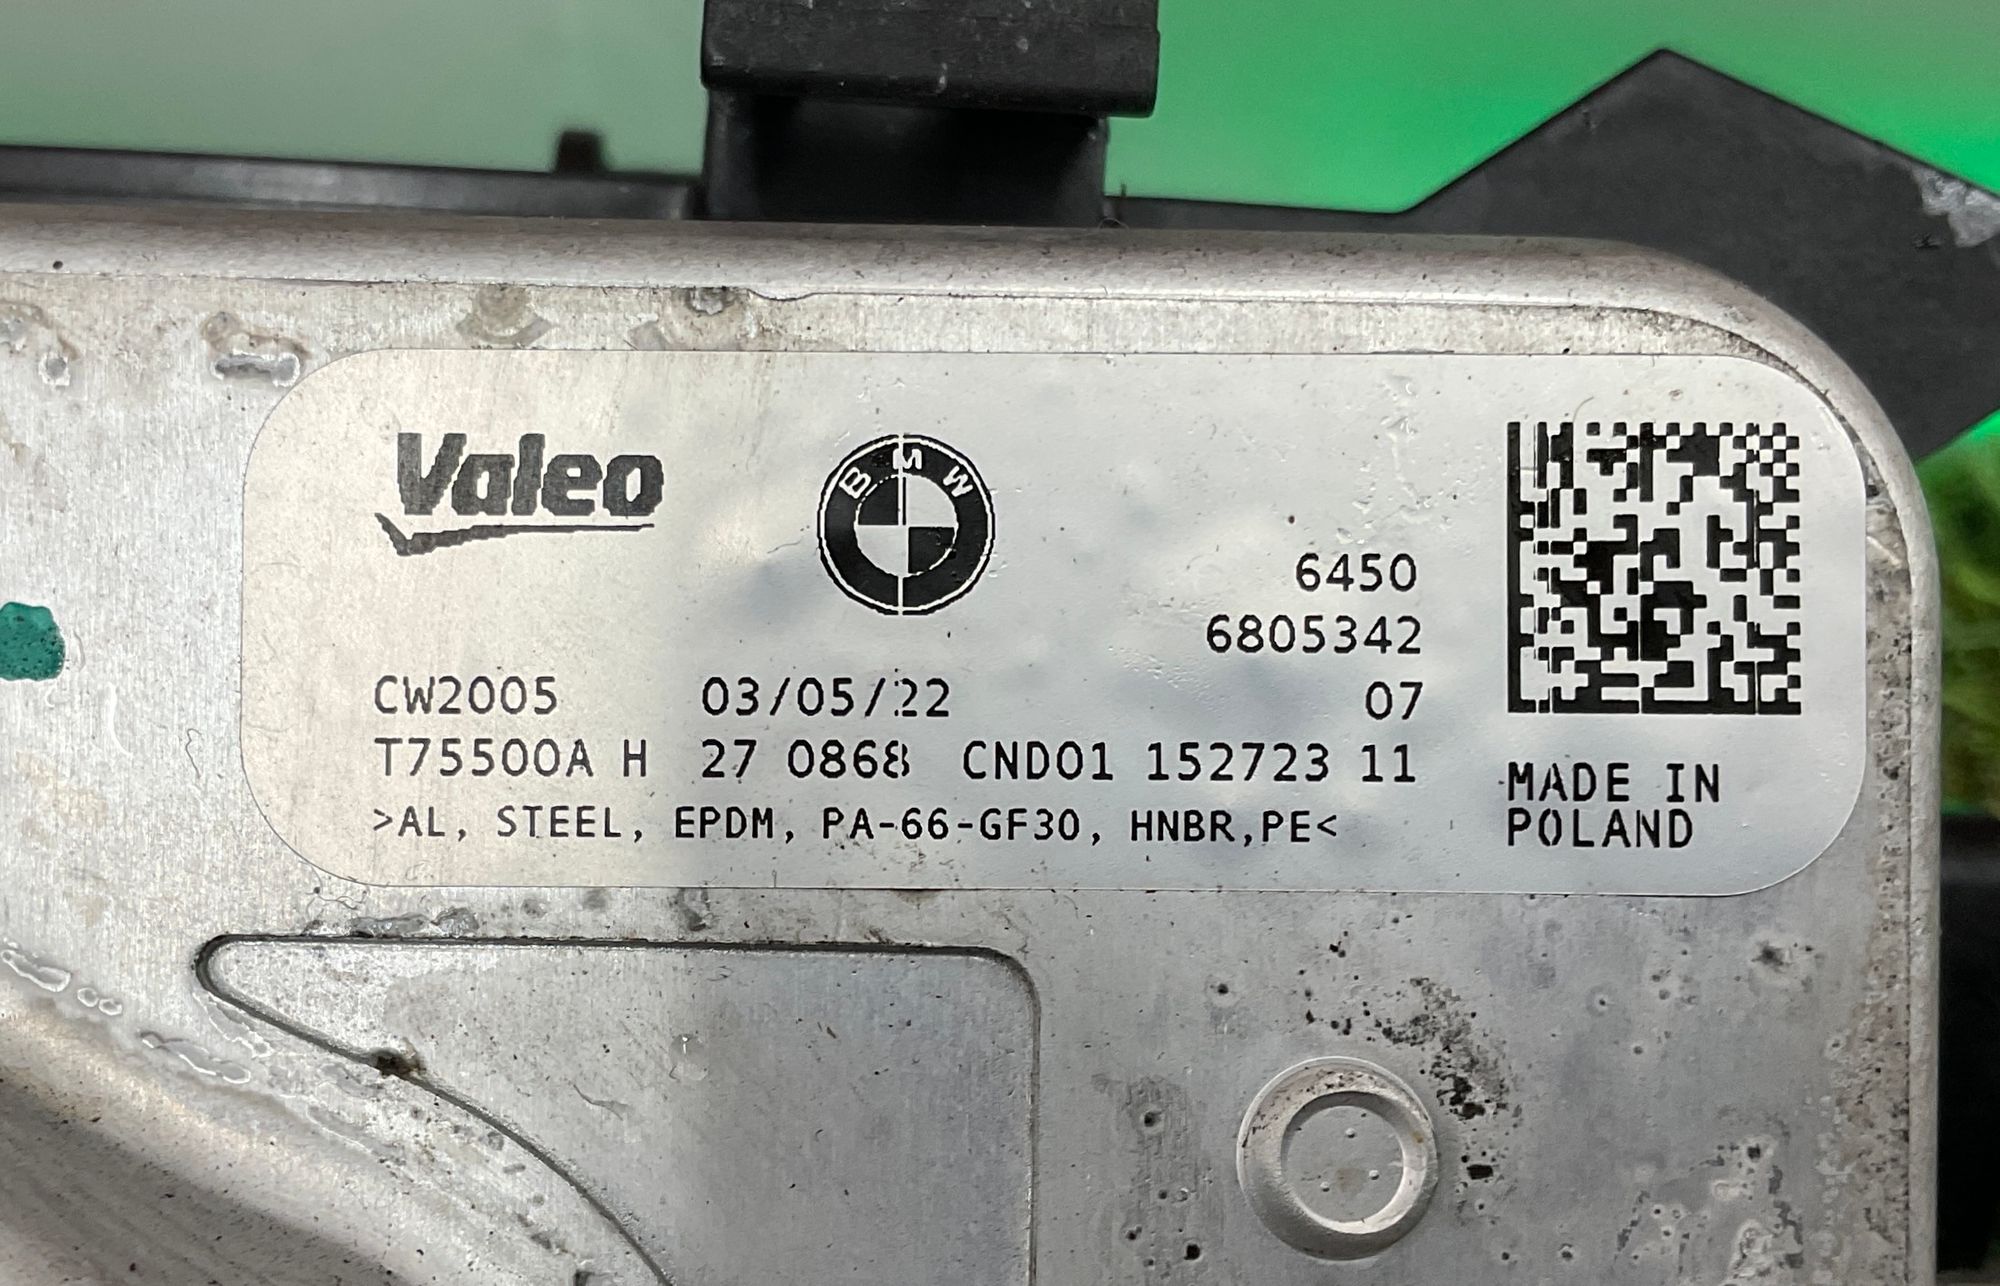 Valeo
BMW
6450
6805342
CW2005 03/05/22 07
T75500A H 27 0868 CND01 152723 11
>AL, STEEL, EPDM, PA-66-GF30, HNBR,PE<
MADE IN
POLAND